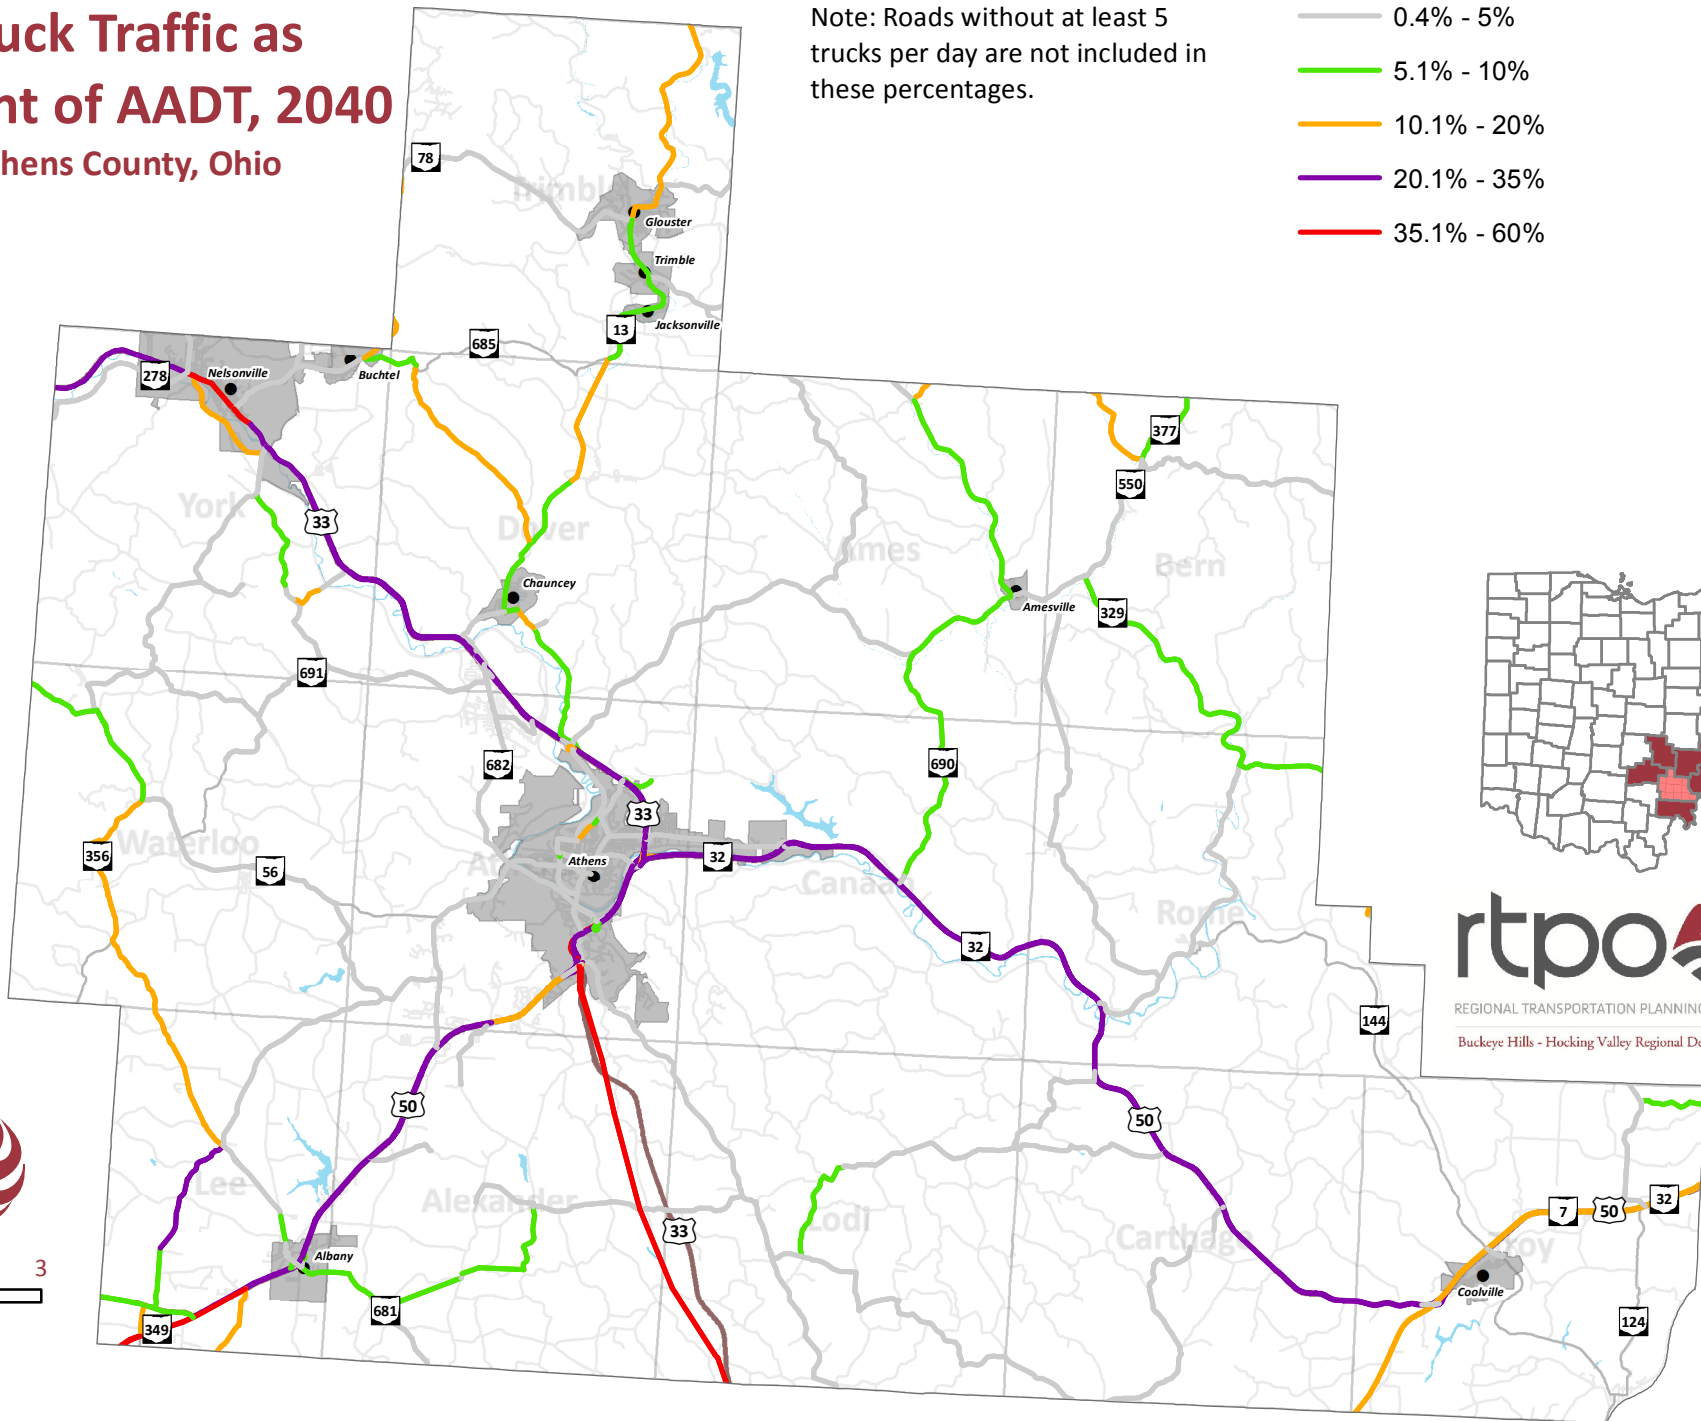 uck Traffic as
nt of AADT, 2040
hens County, Ohio
Note: Roads without at least 5
trucks per day are not included in
these percentages.
0.4% - 5%
5.1% - 10%
10.1% - 20%
20.1% - 35%
35.1% - 60%
78
Trimble
Glouster
Trimble
Jacksonville
13
685
278
Nelsonville
Buchtel
377
550
York
33
Dover
Ames
Bern
Chauncey
Amesville
329
691
682
690
33
Waterloo
356
56
Athens
32
Canaan
Rome
32
144
rtpo
REGIONAL TRANSPORTATION PLANNING
Buckeye Hills - Hocking Valley Regional De
50
50
Lee
Alexander
Lodi
Carthage
33
7
50
32
Troy
Coolville
Albany
3
681
349
124